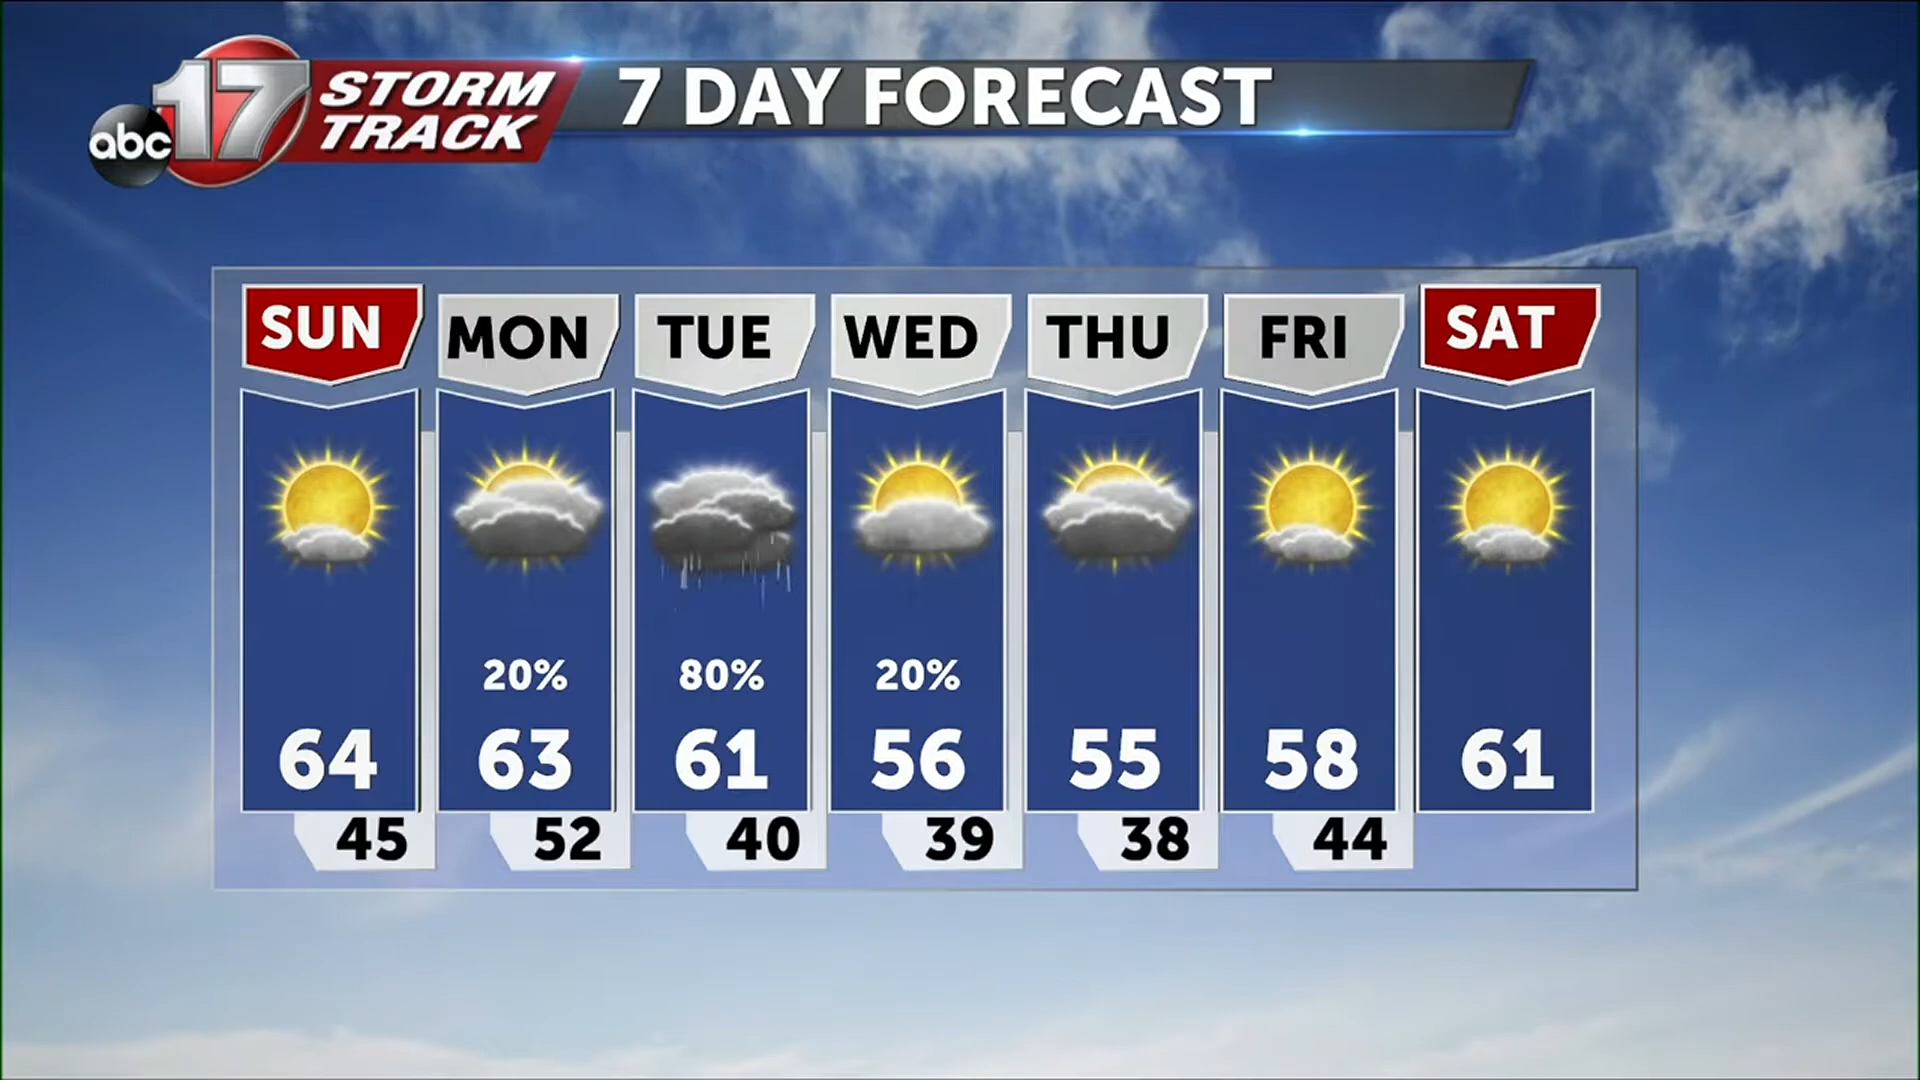 abc 17 STORM TRACK
7 DAY FORECAST
SUN MON TUE WED THU FRI SAT
20% 80% 20%
64 63 61 56 55 58 61
45 52 40 39 38 44